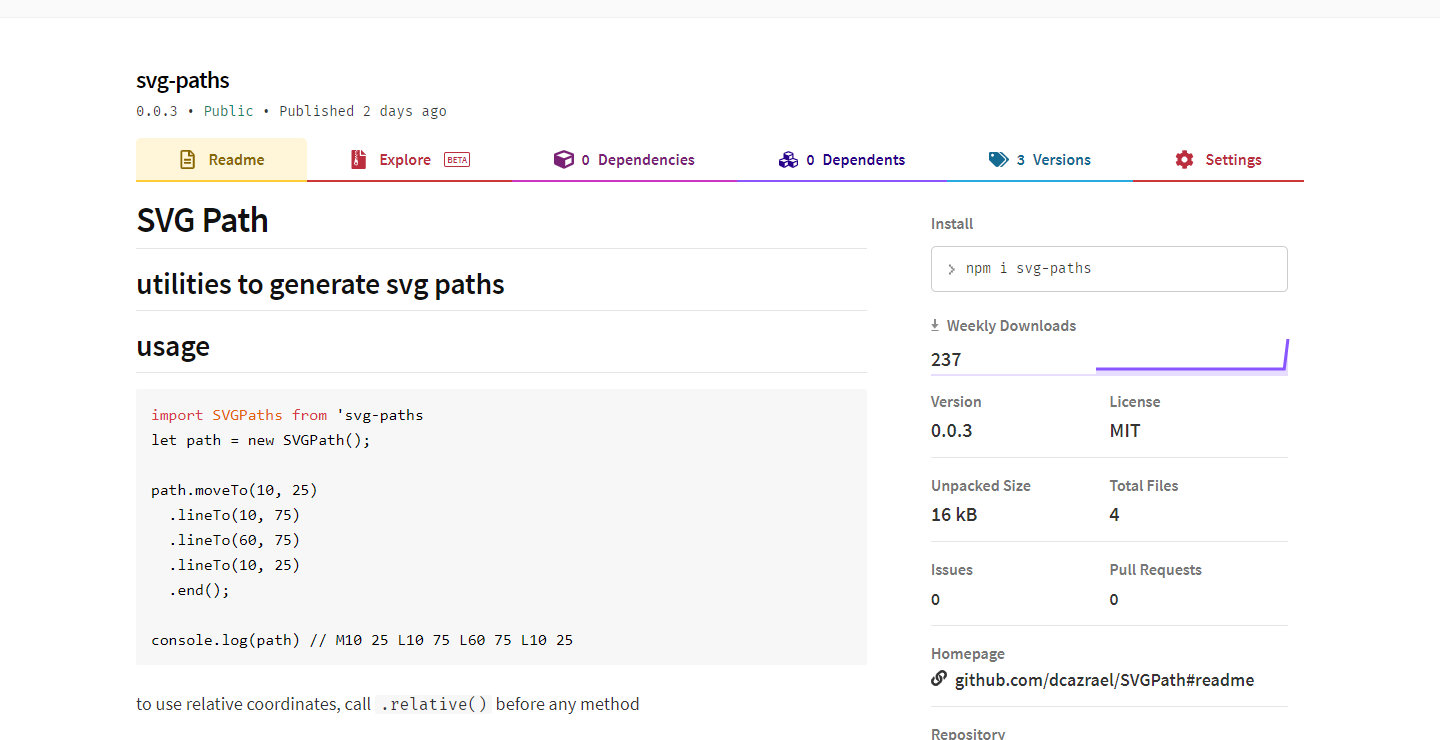 svg-paths
0.0.3 • Public • Published 2 days ago
Readme
Explore BETA
0 Dependencies
0 Dependents
3 Versions
Settings
SVG Path
utilities to generate svg paths
usage
import SVGPaths from 'svg-paths
let path = new SVGPath();
path.moveTo(10, 25)
.lineTo(10, 75)
.lineTo(60, 75)
.lineTo(10, 25)
.end();
console.log(path) // M10 25 L10 75 L60 75 L10 25
to use relative coordinates, call .relative() before any method
Install
npm i svg-paths
Weekly Downloads
237
Version
License
0.0.3
MIT
Unpacked Size
Total Files
16 kB
4
Issues
Pull Requests
0
0
Homepage
github.com/dcazrael/SVGPath#readme
Repository